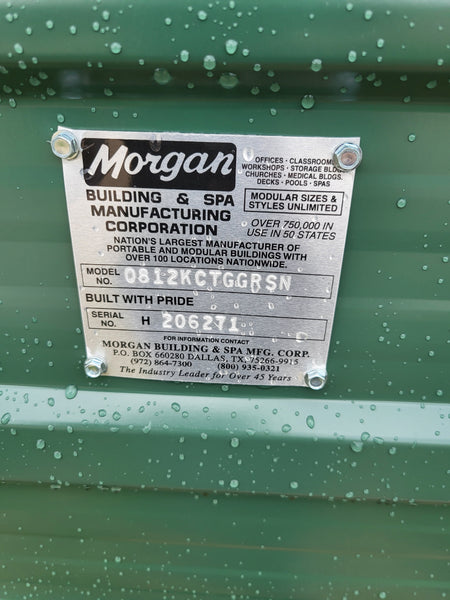 Morgan
BUILDING & SPA
MANUFACTURING
CORPORATION
OFFICES · CLASSROOMS
WORKSHOPS · STORAGE BLDGS.
CHURCHES · MEDICAL BLDGS.
DECKS · POOLS · SPAS
MODULAR SIZES &
STYLES UNLIMITED
OVER 750,000 IN
USE IN 50 STATES
NATION'S LARGEST MANUFACTURER OF
PORTABLE AND MODULAR BUILDINGS WITH
OVER 100 LOCATIONS NATIONWIDE.
MODEL NO. 0812KCTGGRSN
BUILT WITH PRIDE
SERIAL NO. H 206271
FOR INFORMATION CONTACT
MORGAN BUILDING & SPA MFG. CORP.
P.O. BOX 660280 DALLAS, TX 75266-9915
(972) 864-7300 (800) 935-0321
The Industry Leader for Over 45 Years